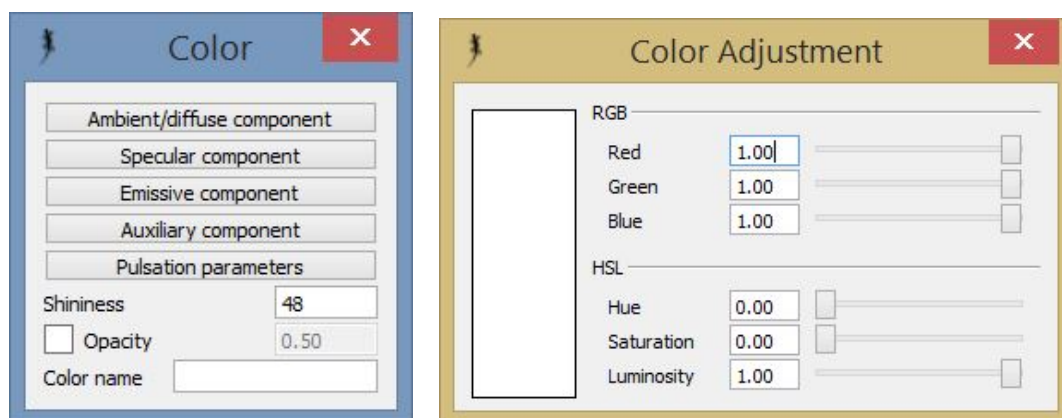 Color
Ambient/diffuse component
Specular component
Emissive component
Auxiliary component
Pulsation parameters
Shininess 48
Opacity 0.50
Color name
Color Adjustment
RGB
Red 1.00
Green 1.00
Blue 1.00
HSL
Hue 0.00
Saturation 0.00
Luminosity 1.00